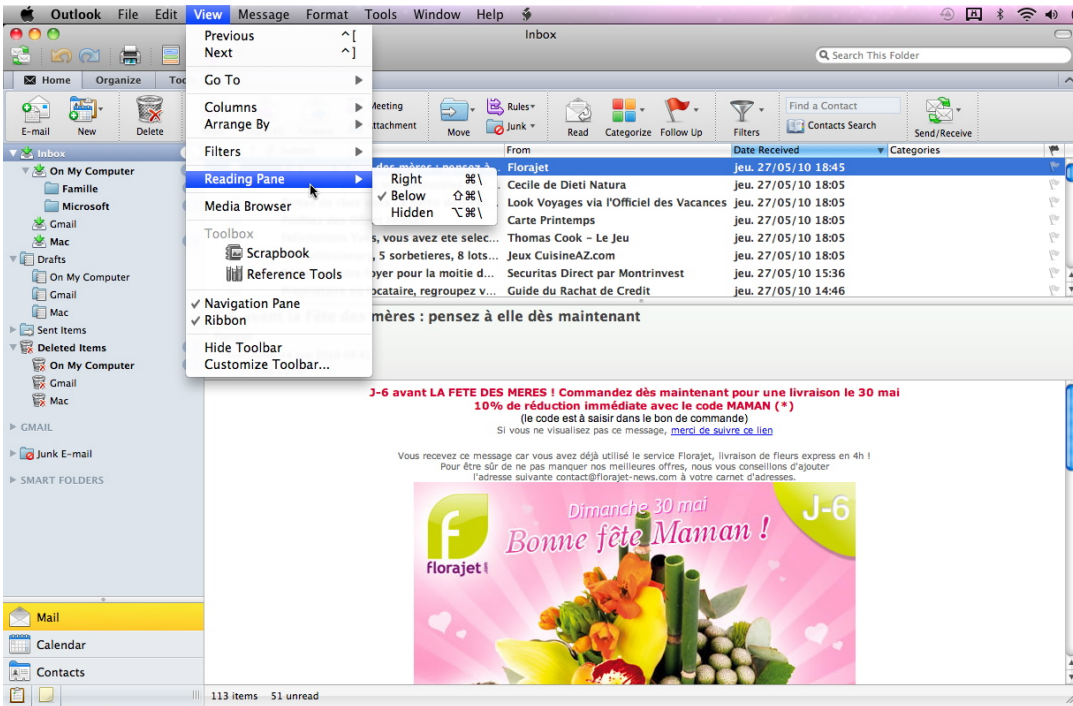 Outlook File Edit View Message Format Tools Window Help
Inbox
Search This Folder
Home Organize
E-mail New Delete
Meeting
Move
Rules
Junk
Read Categorize Follow Up
Filters
Find a Contact
Contacts Search
Send/Receive
Previous ^[
Next ^]
Go To
Columns
Arrange By
Filters
Reading Pane
Media Browser
Toolbox
Scrapbook
Reference Tools
✓ Navigation Pane
✓ Ribbon
Hide Toolbar
Customize Toolbar...
Right ⌘\
✓ Below ⇧⌘\
Hidden ⌥⌘\
Inbox
On My Computer
Famille
Microsoft
Gmail
Mac
Drafts
On My Computer
Gmail
Mac
Sent Items
Deleted Items
On My Computer
Gmail
Mac
GMAIL
Junk E-mail
SMART FOLDERS
Mail
Calendar
Contacts
From Date Received Categories
Florajet jeu. 27/05/10 18:45
Cecile de Dieti Natura jeu. 27/05/10 18:05
Look Voyages via l'Officiel des Vacances jeu. 27/05/10 18:05
Carte Printemps jeu. 27/05/10 18:05
, vous avez ete selec... Thomas Cook – Le Jeu jeu. 27/05/10 18:05
, 5 sorbetieres, 8 lots... Jeux CuisineAZ.com jeu. 27/05/10 18:05
pour la moitie d... Securitas Direct par Montrinvest jeu. 27/05/10 15:36
, regroupez v... Guide du Rachat de Credit jeu. 27/05/10 14:46
mères : pensez à elle dès maintenant
J-6 avant LA FETE DES MERES ! Commandez dès maintenant pour une livraison le 30 mai
10% de réduction immédiate avec le code MAMAN (*)
(le code est à saisir dans le bon de commande)
Si vous ne visualisez pas ce message, merci de suivre ce lien
Vous recevez ce message car vous avez déjà utilisé le service Florajet, livraison de fleurs express en 4h !
Pour être sûr de ne pas manquer nos meilleures offres, nous vous conseillons d'ajouter
l'adresse suivante contact@florajet-news.com à votre carnet d'adresses.
florajet
Dimanche 30 mai
J-6
Bonne fête Maman !
113 items 51 unread